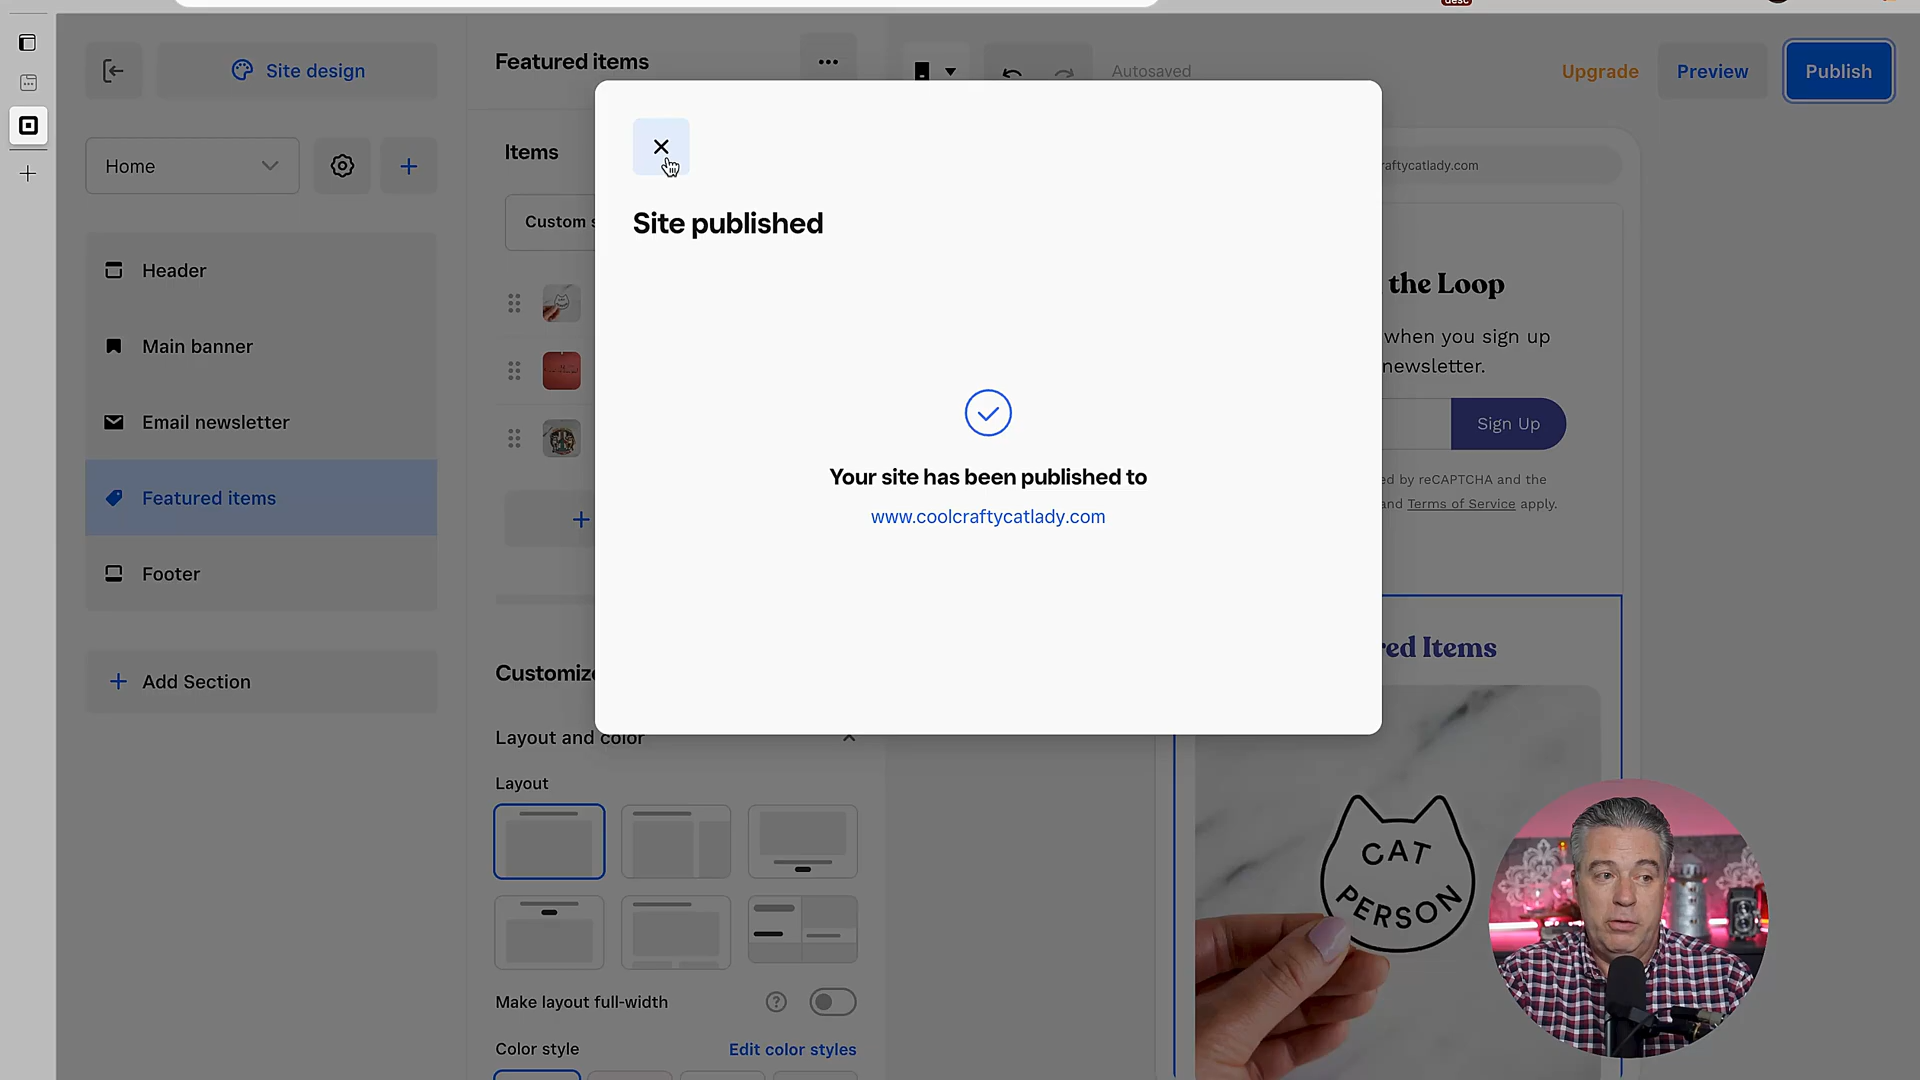 desc
Site design
Featured items
Autosaved
Upgrade
Preview
Publish
Home
Items
Custom
Header
Main banner
Email newsletter
Featured items
Footer
Add Section
Site published
Your site has been published to
www.coolcraftycatlady.com
aftycatlady.com
the Loop
when you sign up
newsletter.
Sign Up
ed by reCAPTCHA and the
and Terms of Service apply.
red Items
Customize
Layout and color
Layout
Make layout full-width
Color style
Edit color styles
CAT
PERSON